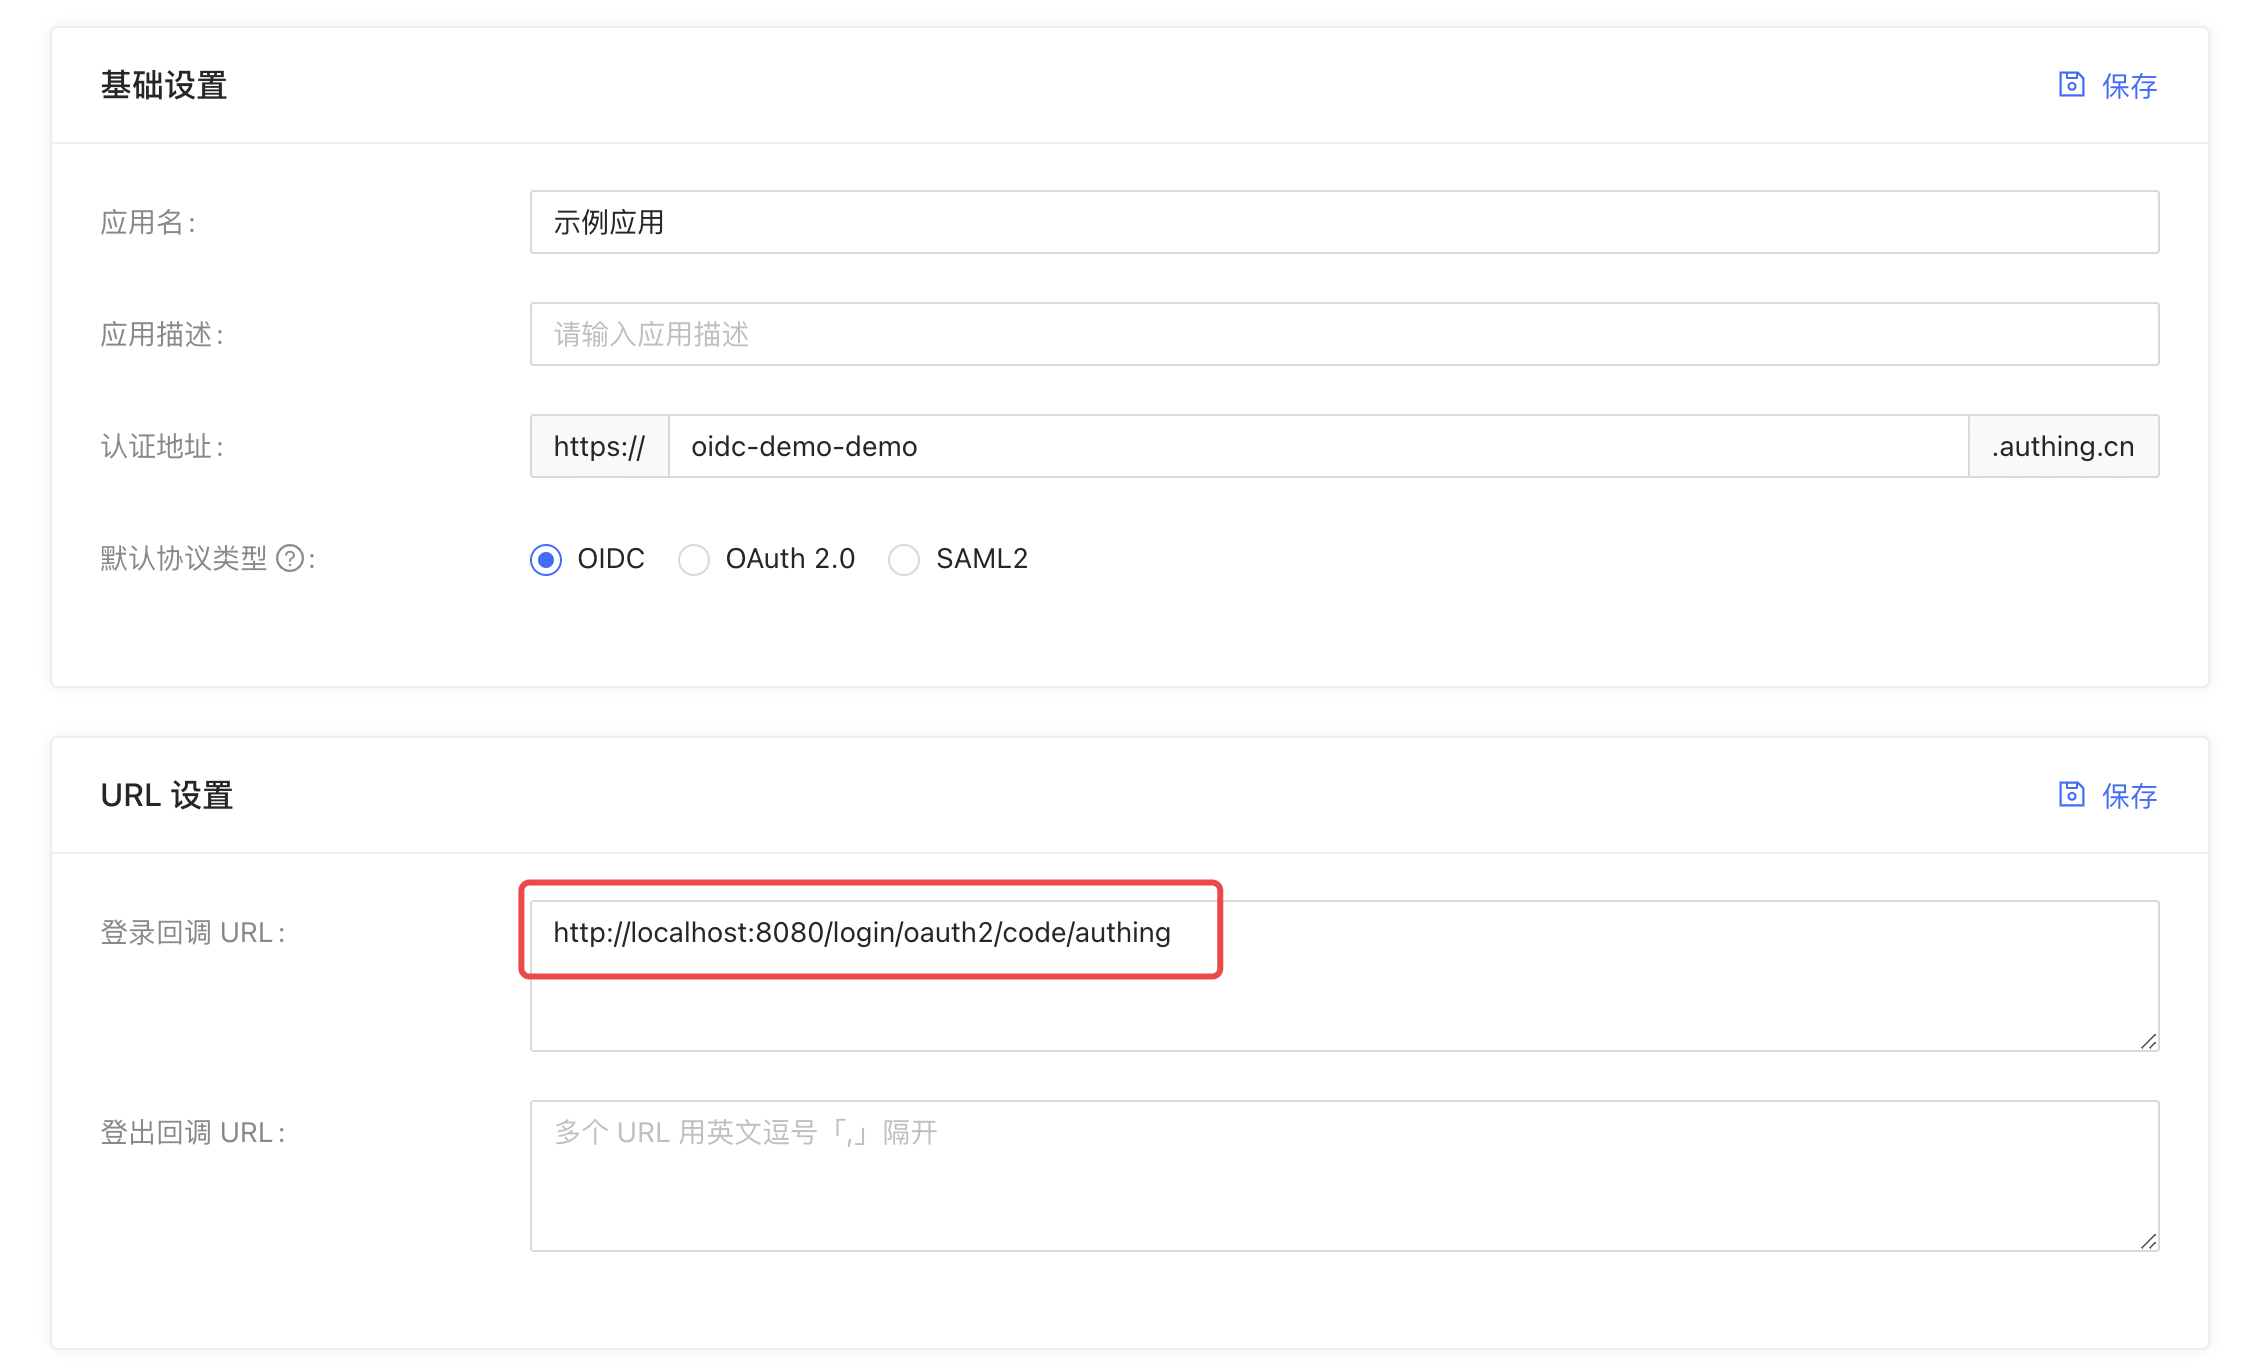 基础设置
保存
应用名:
示例应用
应用描述:
请输入应用描述
认证地址:
https:// oidc-demo-demo .authing.cn
默认协议类型 ? :
OIDC OAuth 2.0 SAML2
URL 设置
保存
登录回调 URL:
http://localhost:8080/login/oauth2/code/authing
登出回调 URL:
多个 URL 用英文逗号「,」隔开